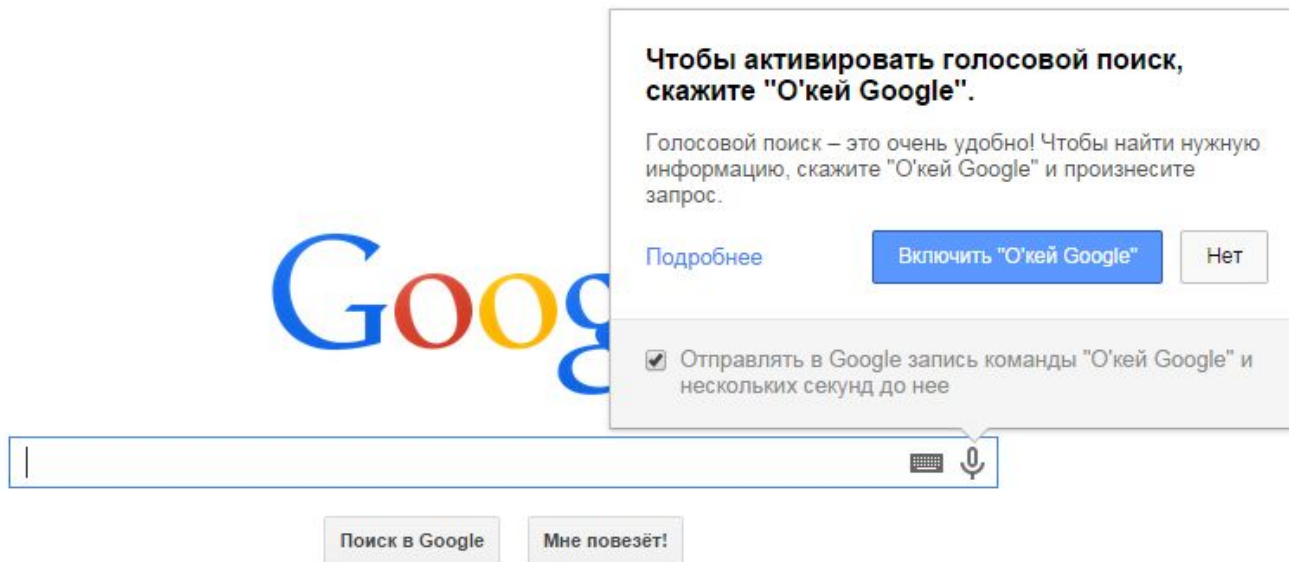 Чтобы активировать голосовой поиск,
скажите "О'кей Google".
Голосовой поиск – это очень удобно! Чтобы найти нужную
информацию, скажите "О'кей Google" и произнесите
запрос.
Подробнее
Включить "О'кей Google"
Нет
Goog
Отправлять в Google запись команды "О'кей Google" и
нескольких секунд до нее
Поиск в Google
Мне повезёт!